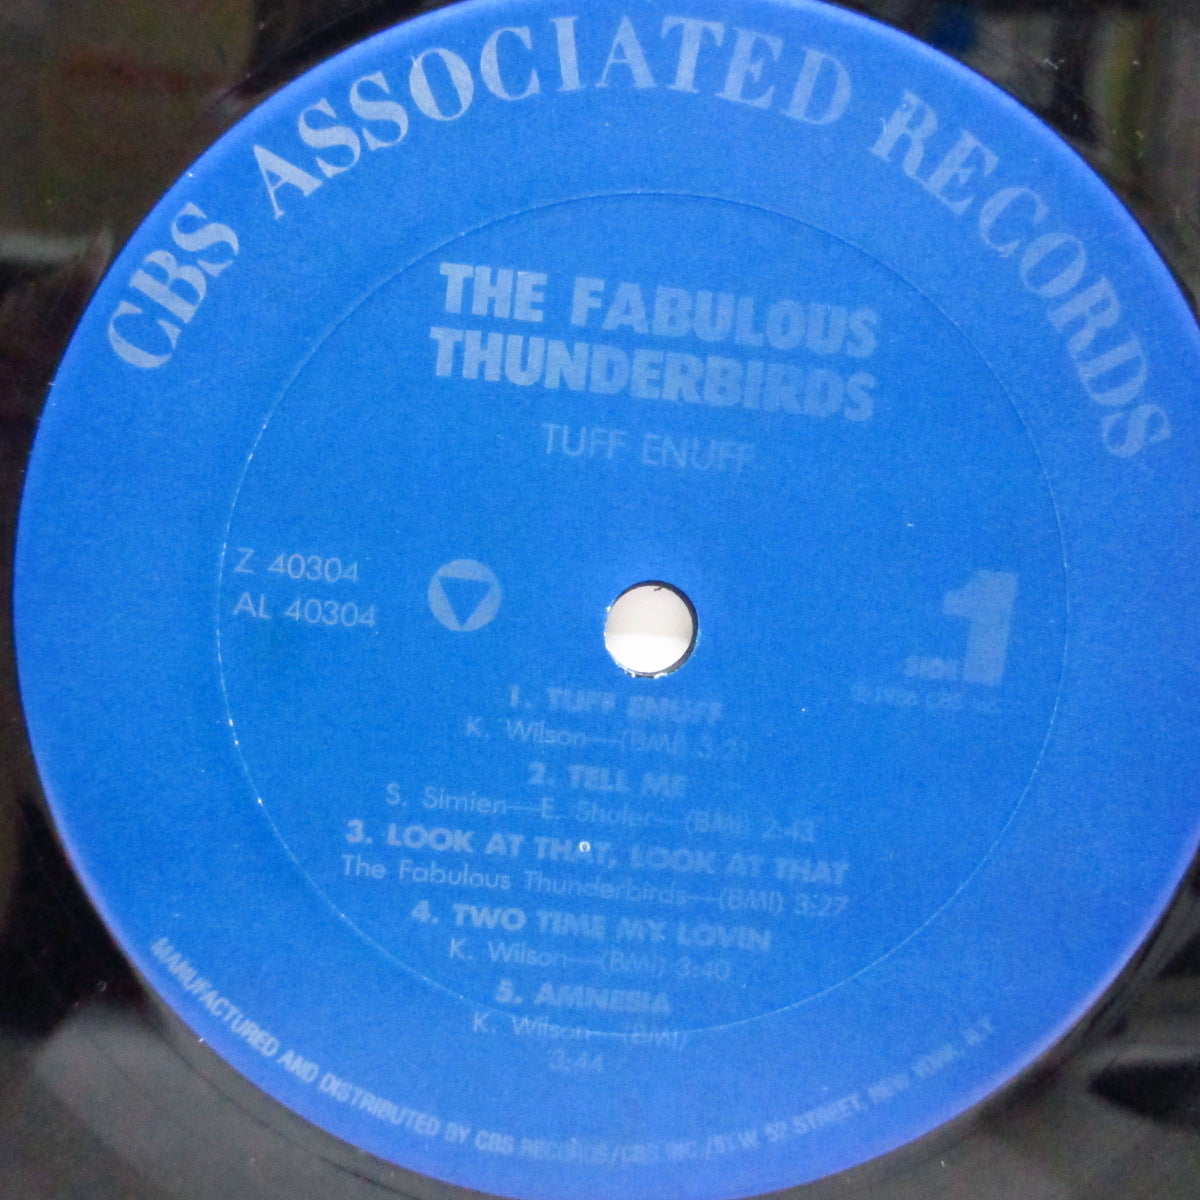 CBS ASSOCIATED RECORDS
THE FABULOUS
THUNDERBIRDS
TUFF ENUFF
Z 40304
AL 40304
1
SIDE
℗ 1986 CBS INC.
1. TUFF ENUFF
K. Wilson—(BMI) 3:21
2. TELL ME
S. Simien—E. Sholer—(BMI) 2:43
3. LOOK AT THAT, LOOK AT THAT
The Fabulous Thunderbirds—(BMI) 3:27
4. TWO TIME MY LOVIN
K. Wilson—(BMI) 3:40
5. AMNESIA
K. Wilson—(BMI)
3:44
MANUFACTURED AND DISTRIBUTED BY CBS RECORDS/CBS INC./51 W. 52 STREET, NEW YORK, N.Y.